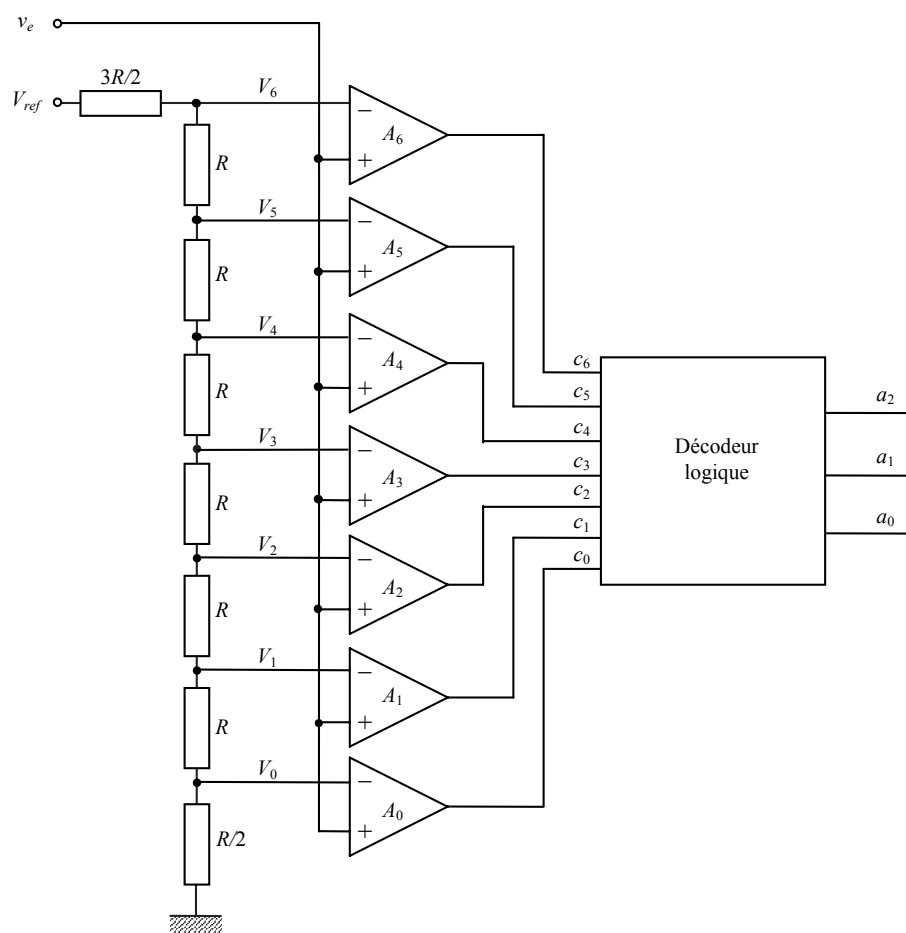 v_e
3R/2
V_ref
V_6
− A_6 +
R
V_5
− A_5 +
R
V_4
− A_4 +
R
V_3
− A_3 +
R
V_2
− A_2 +
R
V_1
− A_1 +
R
V_0
− A_0 +
R/2
c_6
c_5
c_4
c_3
c_2
c_1
c_0
Décodeur
logique
a_2
a_1
a_0